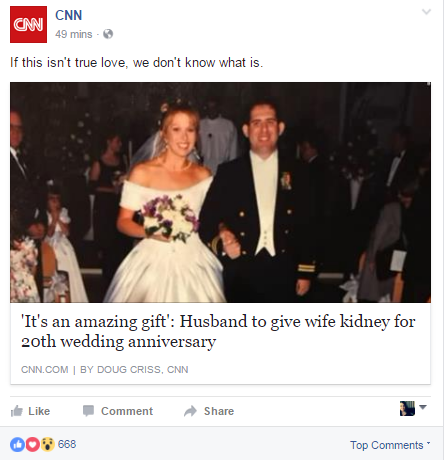 CNN
CNN
49 mins ·
If this isn't true love, we don't know what is.
'It's an amazing gift': Husband to give wife kidney for
20th wedding anniversary
CNN.COM | BY DOUG CRISS, CNN
Like Comment Share
668 Top Comments